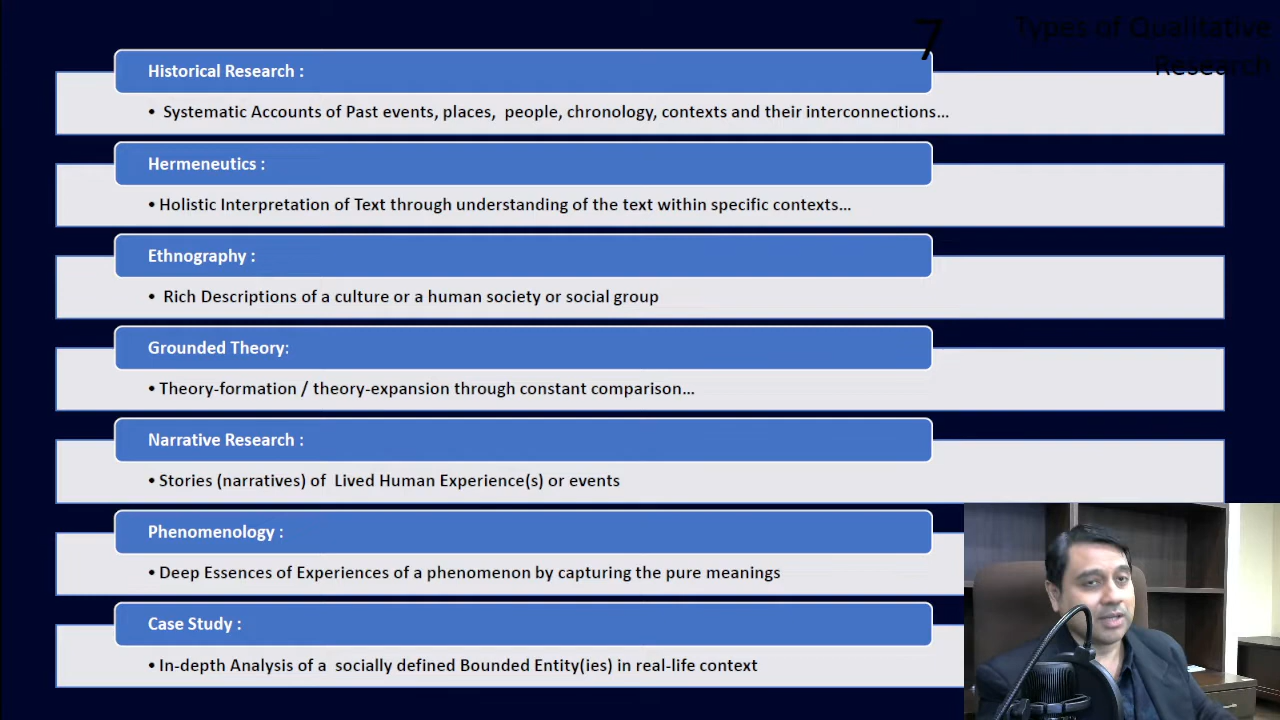 7 Types of Qualitative
Research
Historical Research :
• Systematic Accounts of Past events, places, people, chronology, contexts and their interconnections…
Hermeneutics :
• Holistic Interpretation of Text through understanding of the text within specific contexts…
Ethnography :
• Rich Descriptions of a culture or a human society or social group
Grounded Theory:
• Theory-formation / theory-expansion through constant comparison…
Narrative Research :
• Stories (narratives) of Lived Human Experience(s) or events
Phenomenology :
• Deep Essences of Experiences of a phenomenon by capturing the pure meanings
Case Study :
• In-depth Analysis of a socially defined Bounded Entity(ies) in real-life context